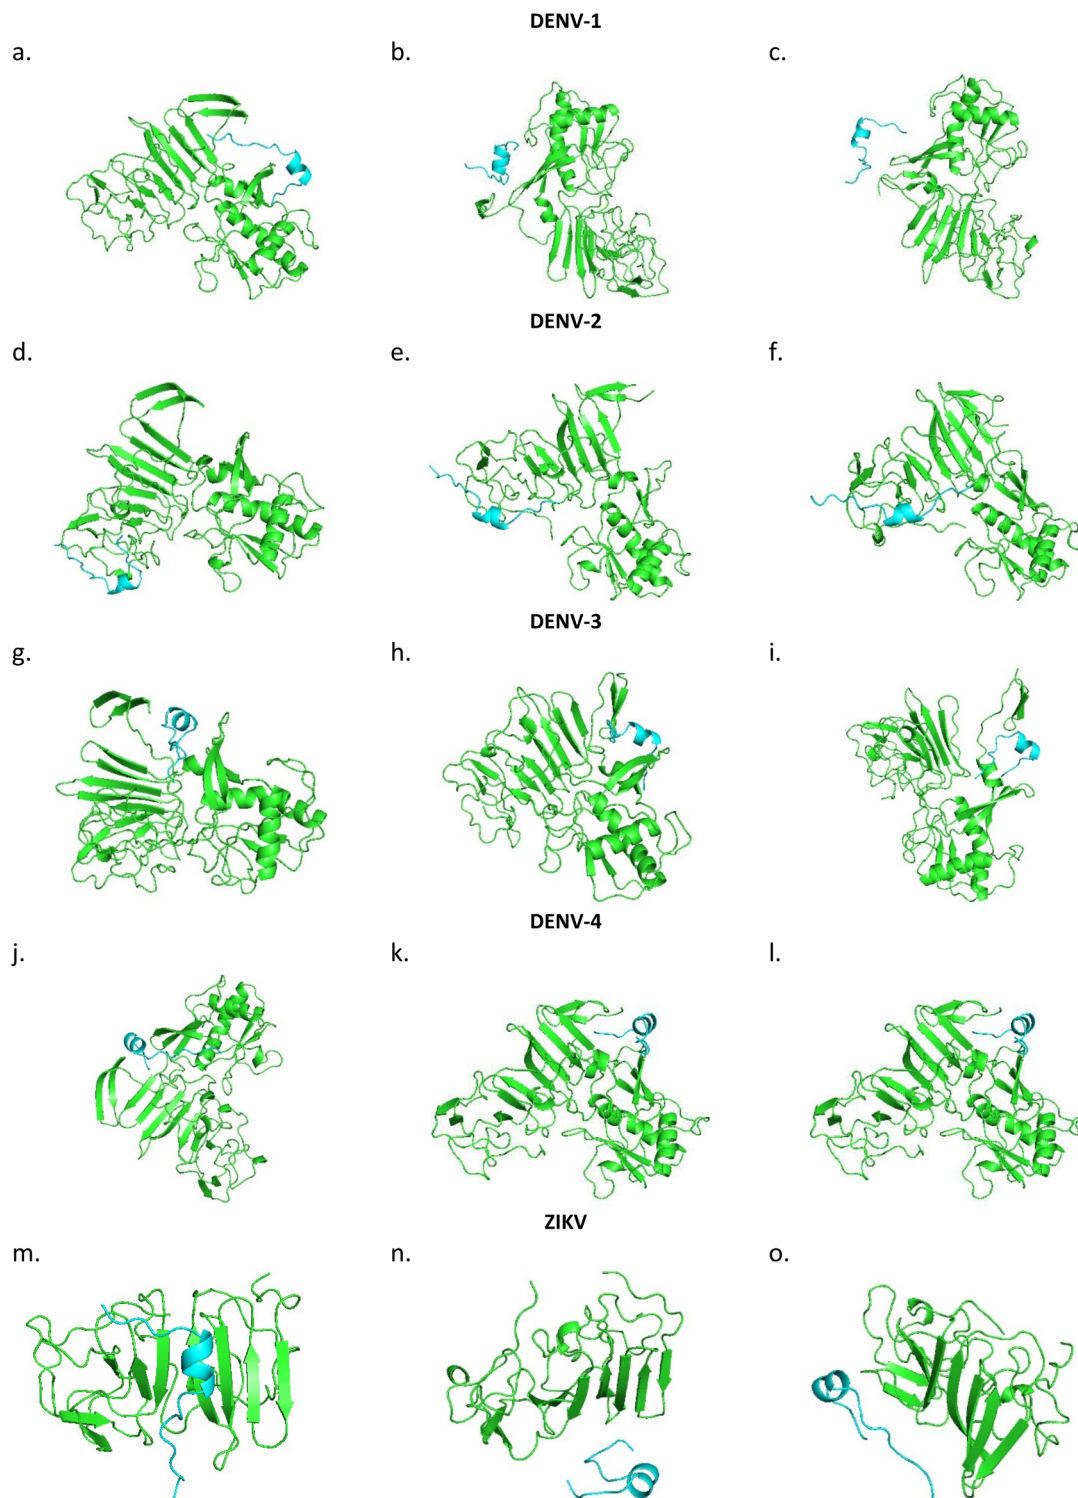 DENV-1
a. b. c.
DENV-2
d. e. f.
DENV-3
g. h. i.
DENV-4
j. k. l.
ZIKV
m. n. o.